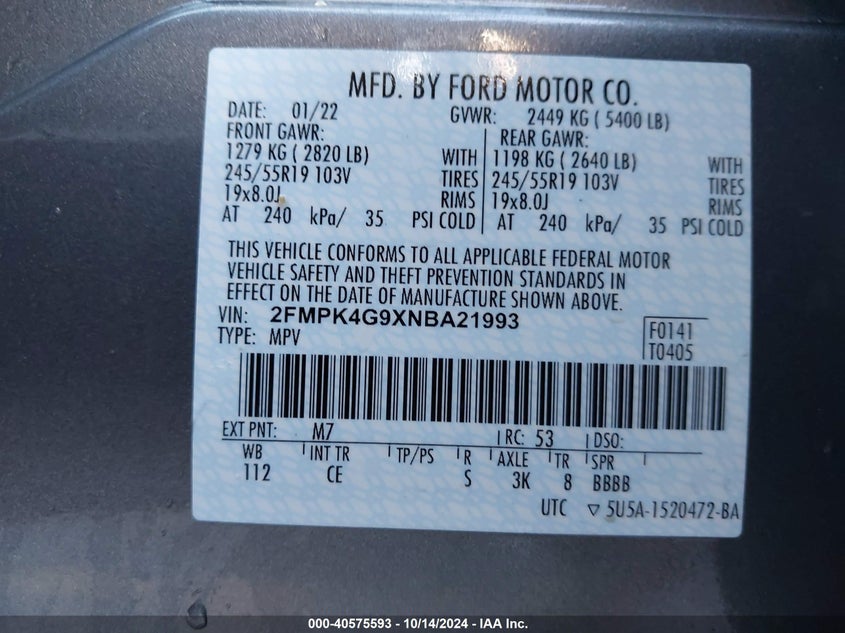 MFD. BY FORD MOTOR CO.
DATE: 01/22 GVWR: 2449 KG ( 5400 LB)
FRONT GAWR: REAR GAWR:
1279 KG ( 2820 LB) WITH 1198 KG ( 2640 LB) WITH
245/55R19 103V TIRES 245/55R19 103V TIRES
19x8.0J RIMS 19x8.0J RIMS
AT 240 kPa/ 35 PSI COLD AT 240 kPa/ 35 PSI COLD
THIS VEHICLE CONFORMS TO ALL APPLICABLE FEDERAL MOTOR
VEHICLE SAFETY AND THEFT PREVENTION STANDARDS IN
EFFECT ON THE DATE OF MANUFACTURE SHOWN ABOVE.
VIN: 2FMPK4G9XNBA21993
TYPE: MPV
F0141
T0405
EXT PNT: M7 RC: 53 DSO:
WB INT TR TP/PS R AXLE TR SPR
112 CE S 3K 8 BBBB
UTC ▽ 5U5A-1520472-BA
000-40575593 - 10/14/2024 - IAA Inc.